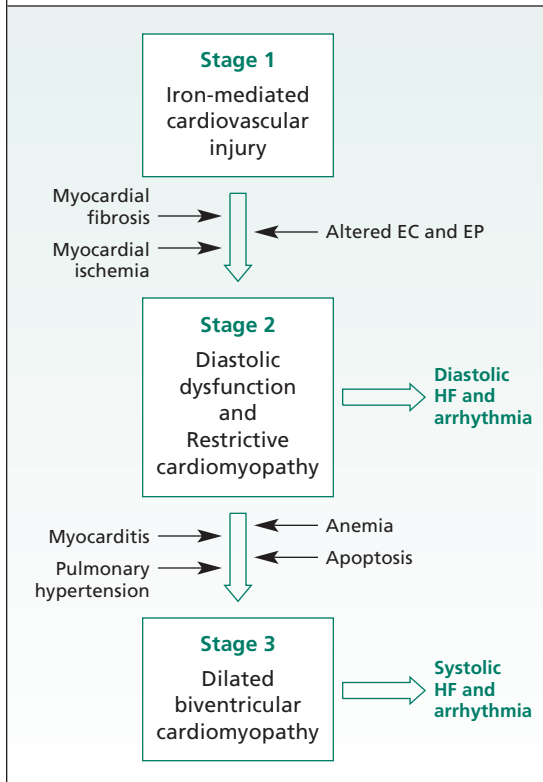 Stage 1
Iron-mediated
cardiovascular
injury
Myocardial
fibrosis
Myocardial
ischemia
Altered EC and EP
Stage 2
Diastolic
dysfunction
and
Restrictive
cardiomyopathy
Diastolic
HF and
arrhythmia
Myocarditis
Pulmonary
hypertension
Anemia
Apoptosis
Stage 3
Dilated
biventricular
cardiomyopathy
Systolic
HF and
arrhythmia